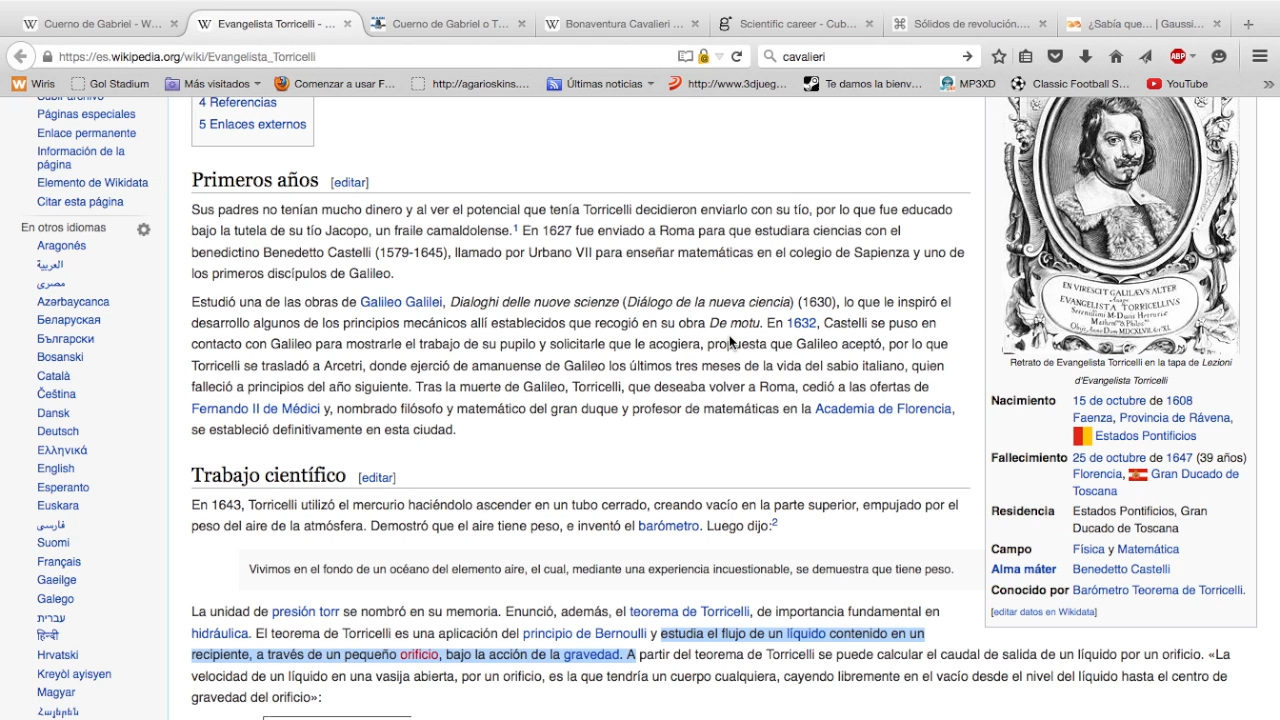 Cuerno de Gabriel - W...
Evangelista Torricelli - ...
Cuerno de Gabriel o T...
Bonaventura Cavalieri ...
Scientific career - Cub...
Sólidos de revolución....
¿Sabía que... | Gaussi...
https://es.wikipedia.org/wiki/Evangelista_Torricelli
cavalieri
Wiris
Gol Stadium
Más visitados
Comenzar a usar F...
http://agarioskins....
Últimas noticias
http://www.3djueg...
Te damos la bienv...
MP3XD
Classic Football S...
YouTube
Páginas especiales
Enlace permanente
Información de la
página
Elemento de Wikidata
Citar esta página
En otros idiomas
Aragonés
العربية
مصرى
Azərbaycanca
Беларуская
Български
Bosanski
Català
Čeština
Dansk
Deutsch
Ελληνικά
English
Esperanto
Euskara
فارسی
Suomi
Français
Gaeilge
Galego
עברית
हिन्दी
Hrvatski
Kreyòl ayisyen
Magyar
Հայերեն
4 Referencias
5 Enlaces externos
Primeros años [editar]
Sus padres no tenían mucho dinero y al ver el potencial que tenía Torricelli decidieron enviarlo con su tío, por lo que fue educado
bajo la tutela de su tío Jacopo, un fraile camaldolense.1 En 1627 fue enviado a Roma para que estudiara ciencias con el
benedictino Benedetto Castelli (1579-1645), llamado por Urbano VII para enseñar matemáticas en el colegio de Sapienza y uno de
los primeros discípulos de Galileo.
Estudió una de las obras de Galileo Galilei, Dialoghi delle nuove scienze (Diálogo de la nueva ciencia) (1630), lo que le inspiró el
desarrollo algunos de los principios mecánicos allí establecidos que recogió en su obra De motu. En 1632, Castelli se puso en
contacto con Galileo para mostrarle el trabajo de su pupilo y solicitarle que le acogiera, propuesta que Galileo aceptó, por lo que
Torricelli se trasladó a Arcetri, donde ejerció de amanuense de Galileo los últimos tres meses de la vida del sabio italiano, quien
falleció a principios del año siguiente. Tras la muerte de Galileo, Torricelli, que deseaba volver a Roma, cedió a las ofertas de
Fernando II de Médici y, nombrado filósofo y matemático del gran duque y profesor de matemáticas en la Academia de Florencia,
se estableció definitivamente en esta ciudad.
Trabajo científico [editar]
En 1643, Torricelli utilizó el mercurio haciéndolo ascender en un tubo cerrado, creando vacío en la parte superior, empujado por el
peso del aire de la atmósfera. Demostró que el aire tiene peso, e inventó el barómetro. Luego dijo:2
Vivimos en el fondo de un océano del elemento aire, el cual, mediante una experiencia incuestionable, se demuestra que tiene peso.
La unidad de presión torr se nombró en su memoria. Enunció, además, el teorema de Torricelli, de importancia fundamental en
hidráulica. El teorema de Torricelli es una aplicación del principio de Bernoulli y estudia el flujo de un líquido contenido en un
recipiente, a través de un pequeño orificio, bajo la acción de la gravedad. A partir del teorema de Torricelli se puede calcular el caudal de salida de un líquido por un orificio. «La
velocidad de un líquido en una vasija abierta, por un orificio, es la que tendría un cuerpo cualquiera, cayendo libremente en el vacío desde el nivel del líquido hasta el centro de
gravedad del orificio»:
EN VIRESCIT GALILÆVS ALTER
EVANGELISTA TORRICELLIVS
Retrato de Evangelista Torricelli en la tapa de Lezioni
d'Evangelista Torricelli
Nacimiento 15 de octubre de 1608
Faenza, Provincia de Rávena,
Estados Pontificios
Fallecimiento 25 de octubre de 1647 (39 años)
Florencia, Gran Ducado de
Toscana
Residencia Estados Pontificios, Gran
Ducado de Toscana
Campo Física y Matemática
Alma máter Benedetto Castelli
Conocido por Barómetro Teorema de Torricelli.
[editar datos en Wikidata]